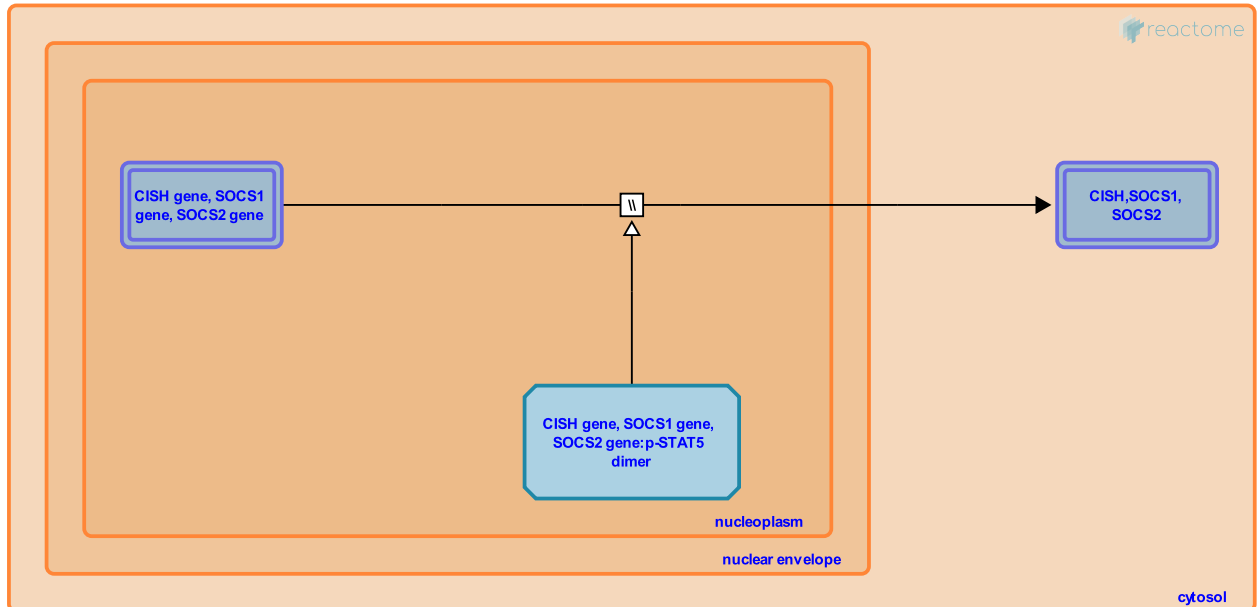 reactome
CISH gene, SOCS1
gene, SOCS2 gene
\\
CISH,SOCS1,
SOCS2
CISH gene, SOCS1 gene,
SOCS2 gene:p-STAT5
dimer
nucleoplasm
nuclear envelope
cytosol